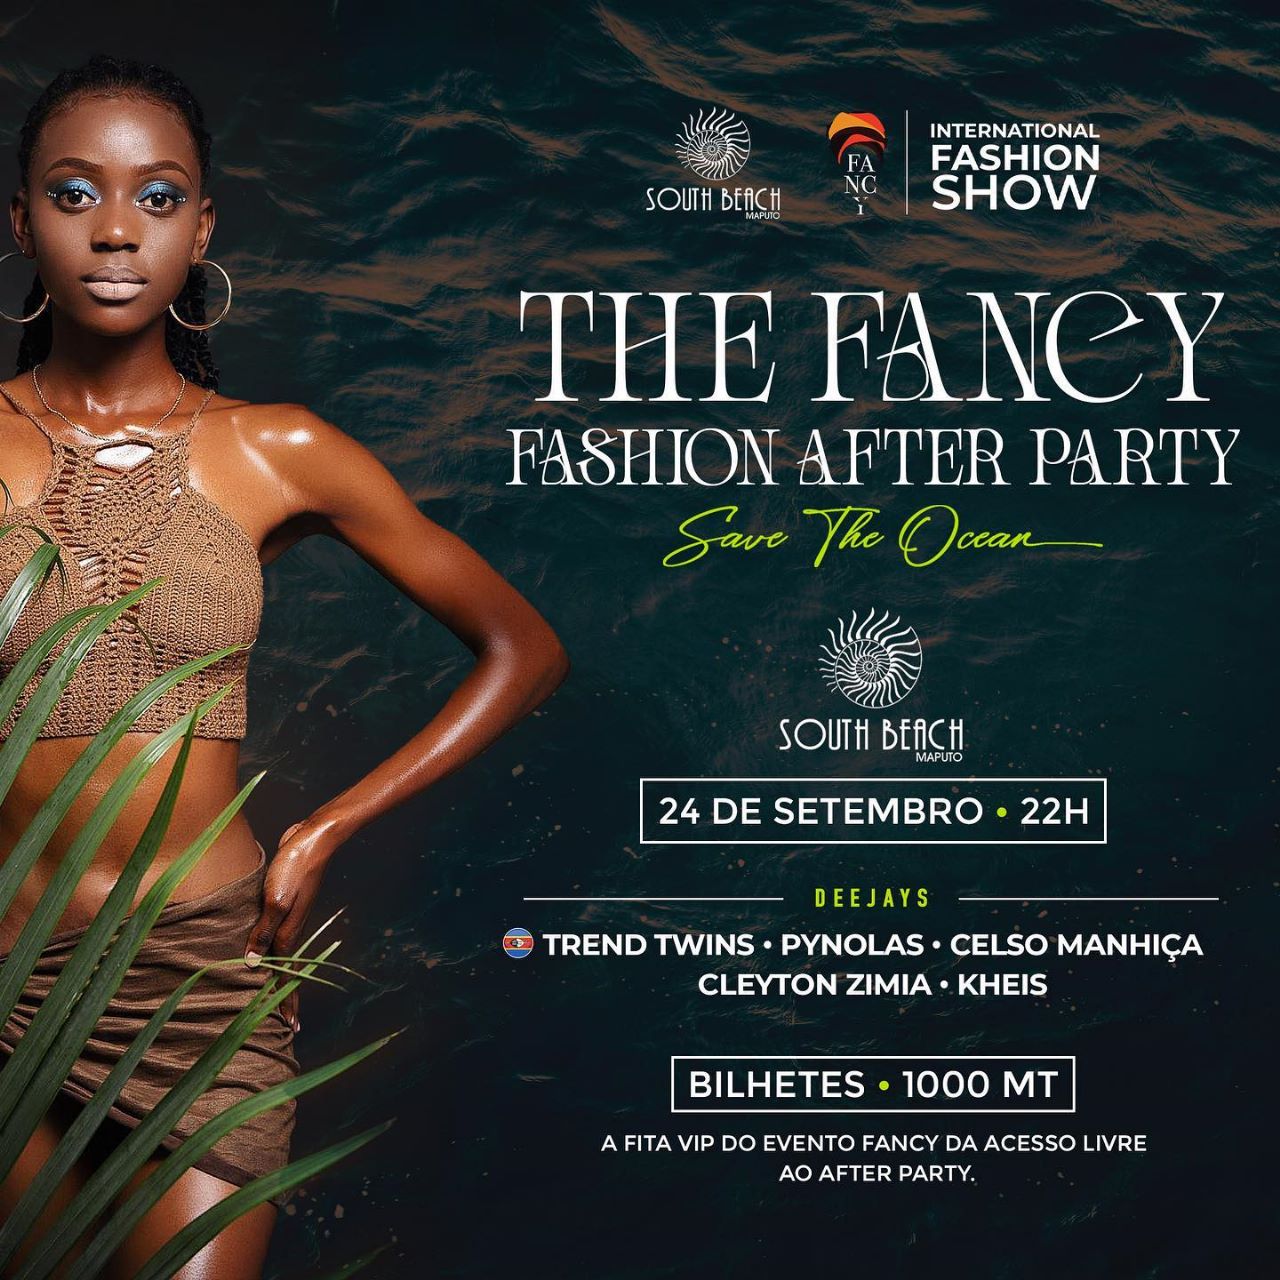 SOUTH BEACH
MAPUTO
FA
NC
Y
INTERNATIONAL
FASHION
SHOW
THE FANCY
FASHION AFTER PARTY
Save The Ocean
SOUTH BEACH
MAPUTO
24 DE SETEMBRO • 22H
DEEJAYS
TREND TWINS • PYNOLAS • CELSO MANHIÇA
CLEYTON ZIMIA • KHEIS
BILHETES • 1000 MT
A FITA VIP DO EVENTO FANCY DA ACESSO LIVRE
AO AFTER PARTY.